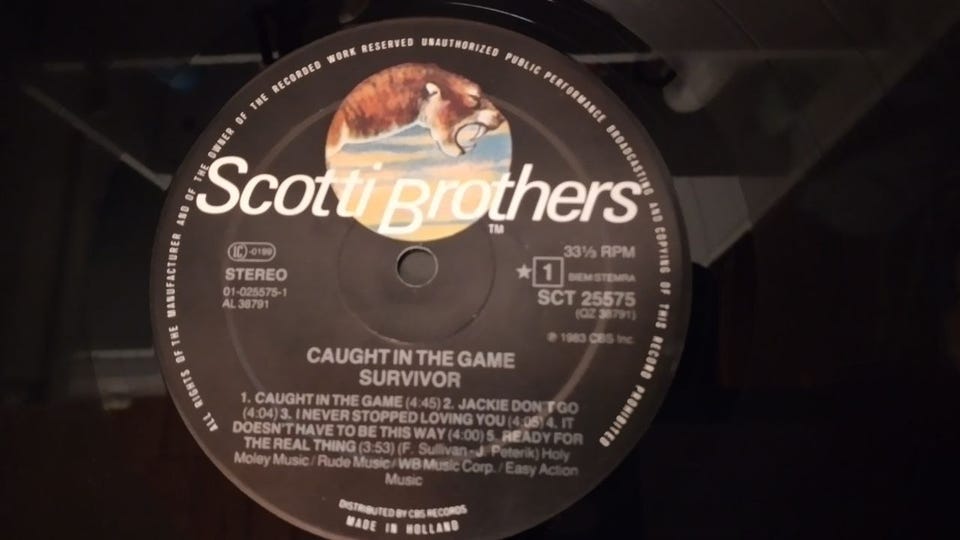 ALL RIGHTS OF THE MANUFACTURER AND OF THE OWNER OF THE RECORDED WORK RESERVED UNAUTHORIZED PUBLIC PERFORMANCE BROADCASTING AND COPYING OF THIS RECORD PROHIBITED
Scotti Brothers
TM
(C)-0199
STEREO
01-025575-1
AL 38791
33⅓ RPM
★ 1 BIEM STEMRA
SCT 25575
(QZ 38791)
℗ 1983 CBS Inc.
CAUGHT IN THE GAME
SURVIVOR
1. CAUGHT IN THE GAME (4:45) 2. JACKIE DON'T GO
(4:04) 3. I NEVER STOPPED LOVING YOU (4:05) 4. IT
DOESN'T HAVE TO BE THIS WAY (4:00) 5. READY FOR
THE REAL THING (3:53) (F. Sullivan - J. Peterik) Holy
Moley Music / Rude Music / WB Music Corp. / Easy Action
Music
DISTRIBUTED BY CBS RECORDS
MADE IN HOLLAND